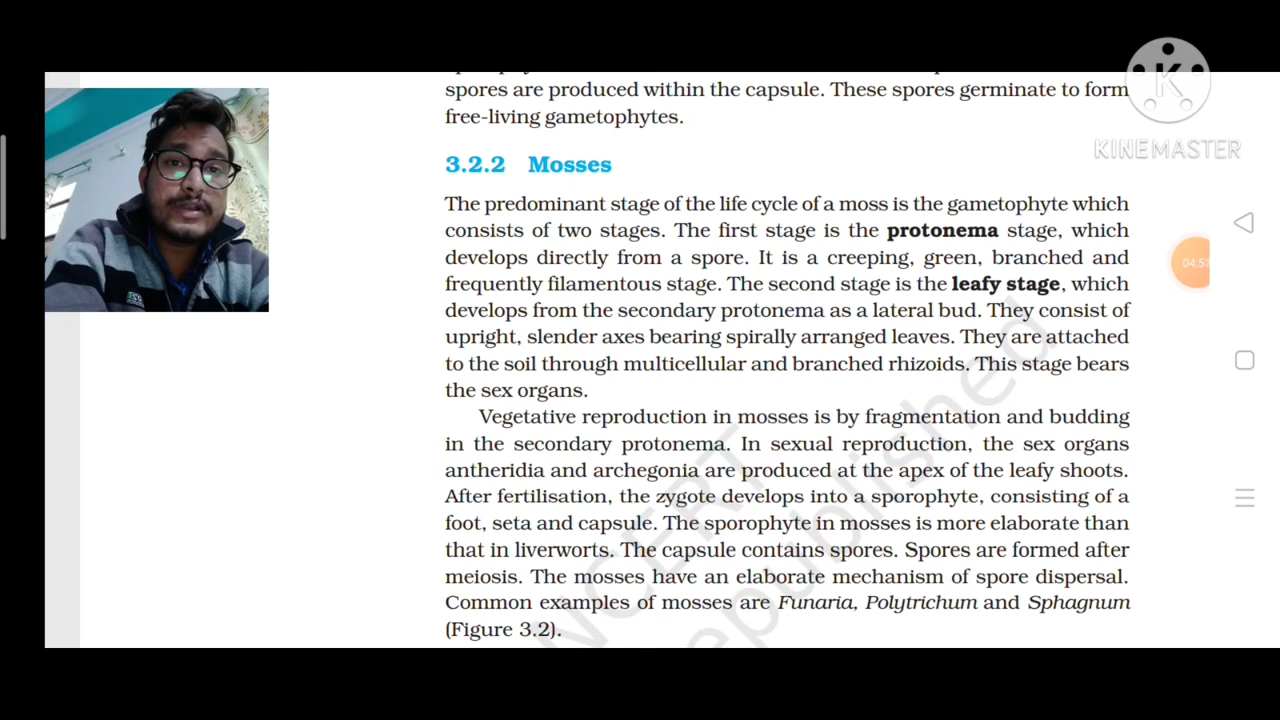 spores are produced within the capsule. These spores germinate to form
free-living gametophytes.
K
KINEMASTER
3.2.2 Mosses
The predominant stage of the life cycle of a moss is the gametophyte which
consists of two stages. The first stage is the protonema stage, which
develops directly from a spore. It is a creeping, green, branched and
frequently filamentous stage. The second stage is the leafy stage, which
develops from the secondary protonema as a lateral bud. They consist of
upright, slender axes bearing spirally arranged leaves. They are attached
to the soil through multicellular and branched rhizoids. This stage bears
the sex organs.
Vegetative reproduction in mosses is by fragmentation and budding
in the secondary protonema. In sexual reproduction, the sex organs
antheridia and archegonia are produced at the apex of the leafy shoots.
After fertilisation, the zygote develops into a sporophyte, consisting of a
foot, seta and capsule. The sporophyte in mosses is more elaborate than
that in liverworts. The capsule contains spores. Spores are formed after
meiosis. The mosses have an elaborate mechanism of spore dispersal.
Common examples of mosses are Funaria, Polytrichum and Sphagnum
(Figure 3.2).
NCERT
republished